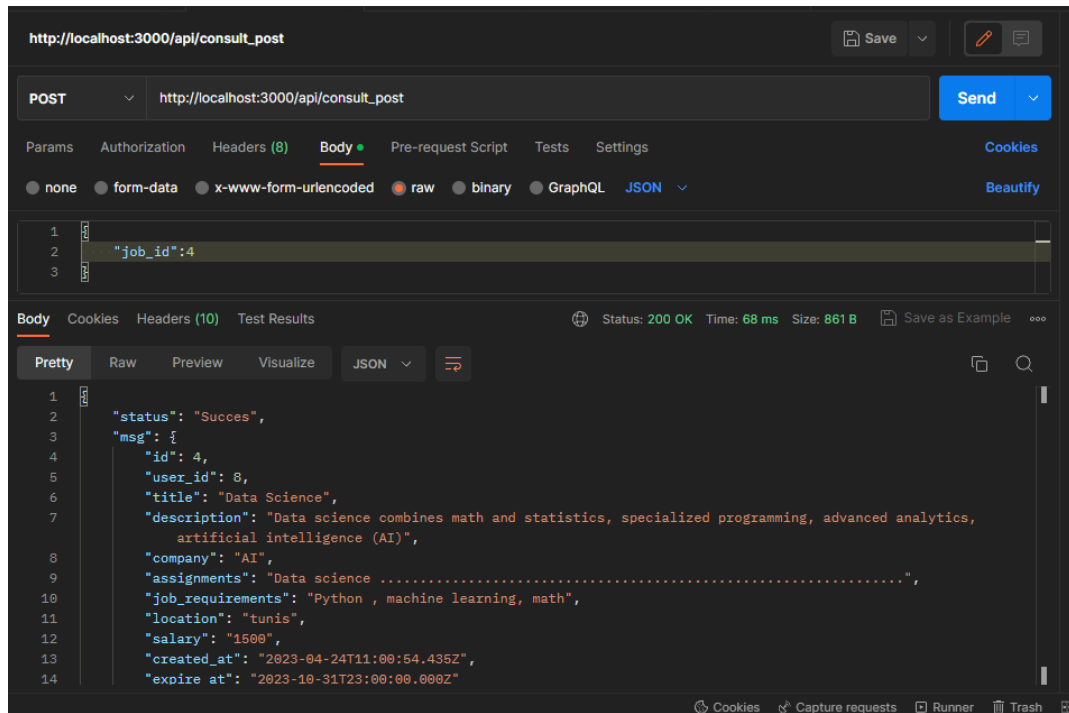 http://localhost:3000/api/consult_post Save
POST http://localhost:3000/api/consult_post Send
Params Authorization Headers (8) Body Pre-request Script Tests Settings Cookies
none form-data x-www-form-urlencoded raw binary GraphQL JSON Beautify
1 {
2 "job_id":4
3 }
Body Cookies Headers (10) Test Results Status: 200 OK Time: 68 ms Size: 861 B Save as Example
Pretty Raw Preview Visualize JSON
1 {
2 "status": "Succes",
3 "msg": {
4 "id": 4,
5 "user_id": 8,
6 "title": "Data Science",
7 "description": "Data science combines math and statistics, specialized programming, advanced analytics,
artificial intelligence (AI)",
8 "company": "AI",
9 "assignments": "Data science .................................................................",
10 "job_requirements": "Python , machine learning, math",
11 "location": "tunis",
12 "salary": "1500",
13 "created_at": "2023-04-24T11:00:54.435Z",
14 "expire_at": "2023-10-31T23:00:00.000Z"
Cookies Capture requests Runner Trash